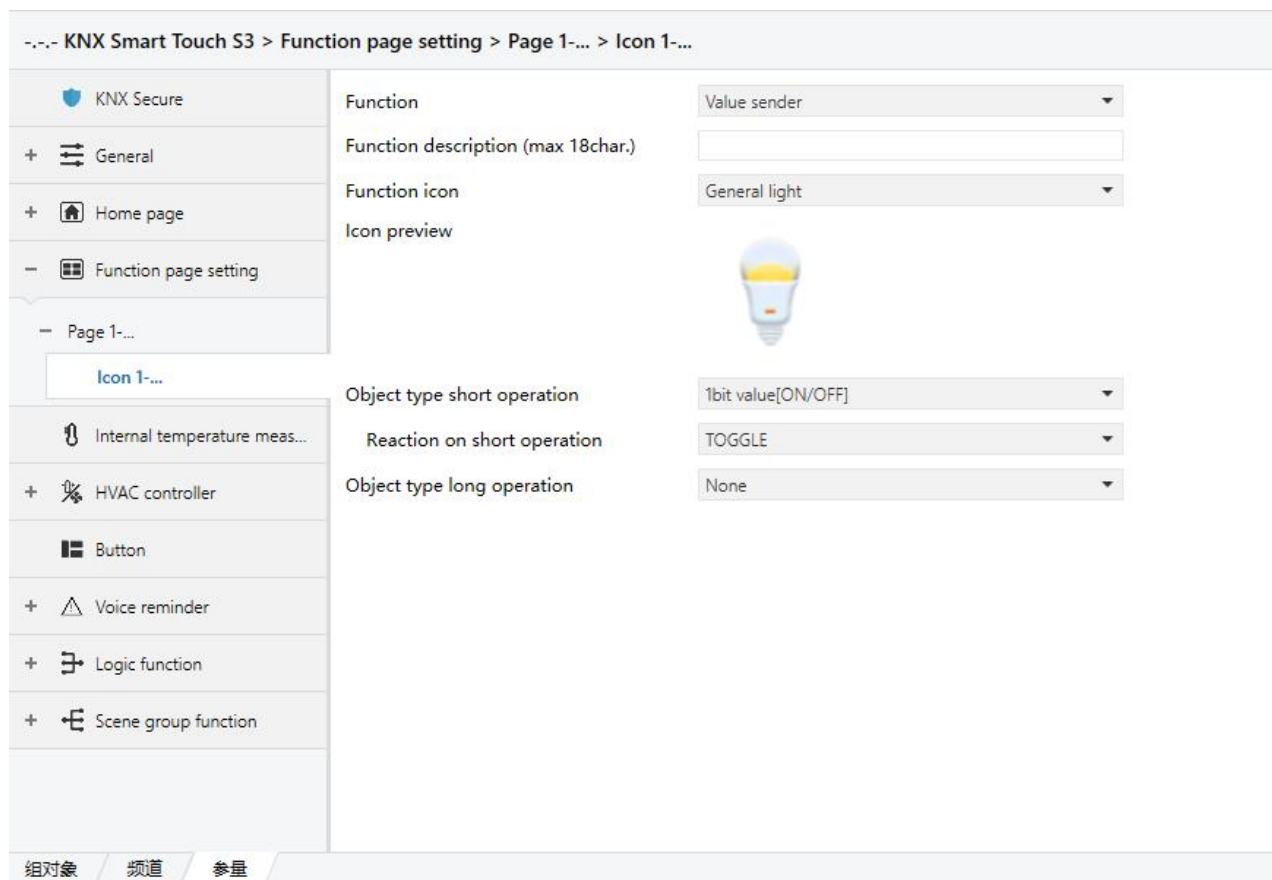 -.-.- KNX Smart Touch S3 > Function page setting > Page 1-... > Icon 1-...
KNX Secure
+ General
+ Home page
− Function page setting
− Page 1-...
Icon 1-...
Internal temperature meas...
+ HVAC controller
Button
+ Voice reminder
+ Logic function
+ Scene group function
Function Value sender
Function description (max 18char.)
Function icon General light
Icon preview
Object type short operation 1bit value[ON/OFF]
Reaction on short operation TOGGLE
Object type long operation None
组对象 频道 参量